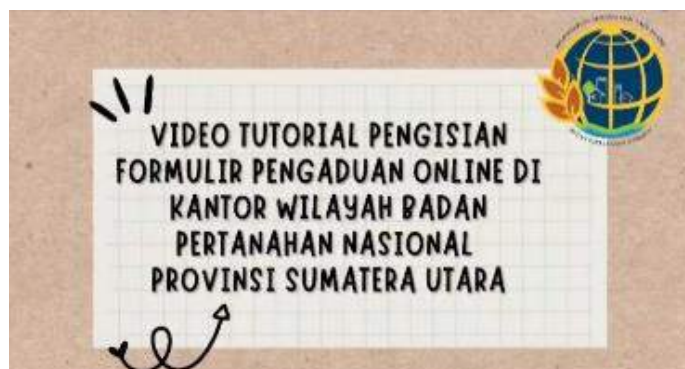 VIDEO TUTORIAL PENGISIAN
FORMULIR PENGADUAN ONLINE DI
KANTOR WILAYAH BADAN
PERTANAHAN NASIONAL
PROVINSI SUMATERA UTARA